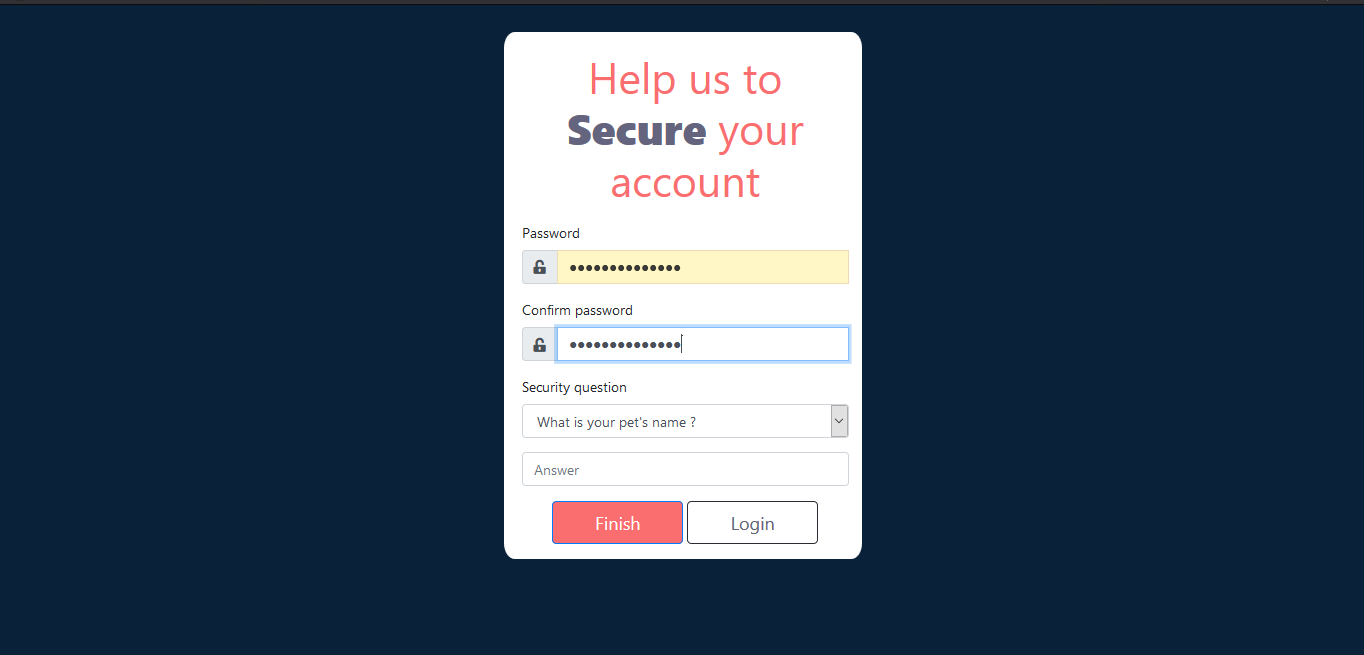 Help us to
Secure your
account
Password
••••••••••••••
Confirm password
••••••••••••••
Security question
What is your pet's name ?
Answer
Finish Login